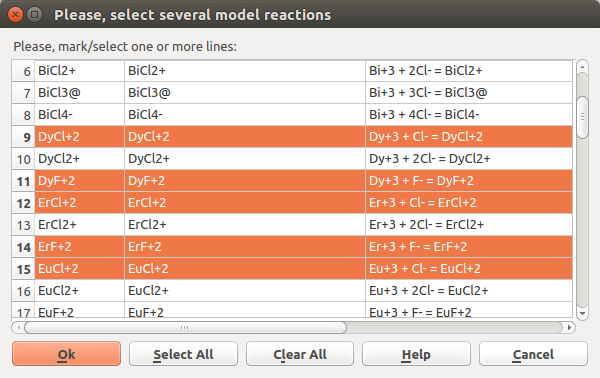 Please, select several model reactions
Please, mark/select one or more lines:
6 BiCl2+ BiCl2+ Bi+3 + 2Cl- = BiCl2+
7 BiCl3@ BiCl3@ Bi+3 + 3Cl- = BiCl3@
8 BiCl4- BiCl4- Bi+3 + 4Cl- = BiCl4-
9 DyCl+2 DyCl+2 Dy+3 + Cl- = DyCl+2
10 DyCl2+ DyCl2+ Dy+3 + 2Cl- = DyCl2+
11 DyF+2 DyF+2 Dy+3 + F- = DyF+2
12 ErCl+2 ErCl+2 Er+3 + Cl- = ErCl+2
13 ErCl2+ ErCl2+ Er+3 + 2Cl- = ErCl2+
14 ErF+2 ErF+2 Er+3 + F- = ErF+2
15 EuCl+2 EuCl+2 Eu+3 + Cl- = EuCl+2
16 EuCl2+ EuCl2+ Eu+3 + 2Cl- = EuCl2+
17 EuF+2 EuF+2 Eu+3 + F- = EuF+2
Ok Select All Clear All Help Cancel